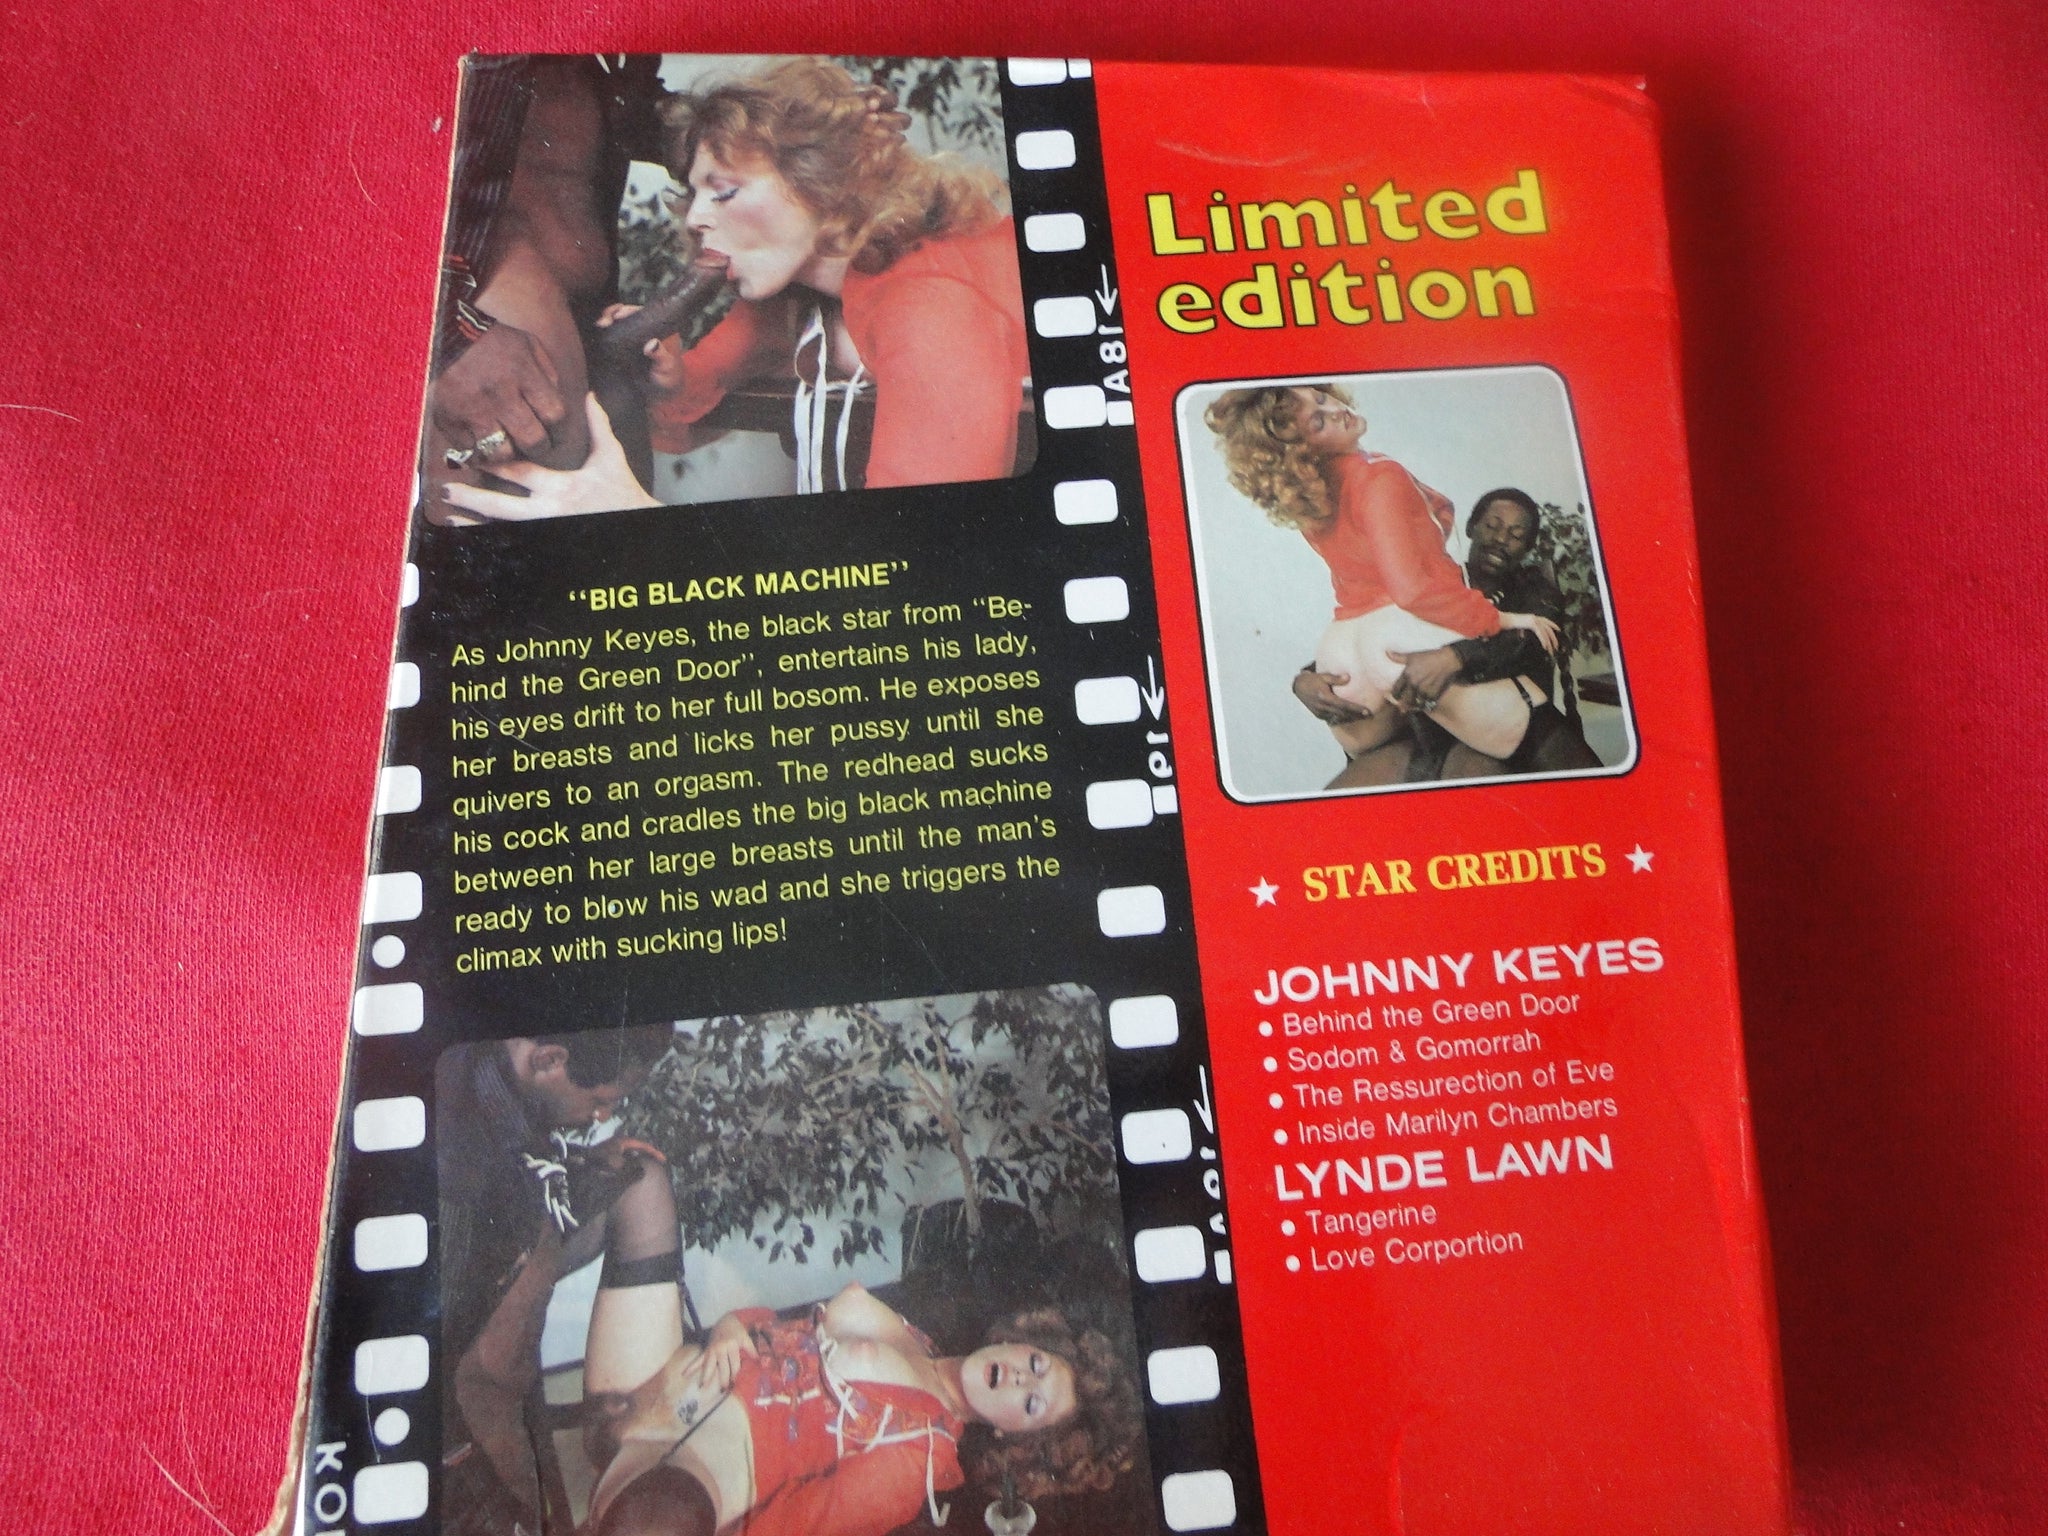 Limited
edition
"BIG BLACK MACHINE"
As Johnny Keyes, the black star from "Be-
hind the Green Door", entertains his lady,
his eyes drift to her full bosom. He exposes
her breasts and licks her pussy until she
quivers to an orgasm. The redhead sucks
his cock and cradles the big black machine
between her large breasts until the man's
ready to blow his wad and she triggers the
climax with sucking lips!
STAR CREDITS
JOHNNY KEYES
• Behind the Green Door
• Sodom & Gomorrah
• The Ressurection of Eve
• Inside Marilyn Chambers
LYNDE LAWN
• Tangerine
• Love Corportion